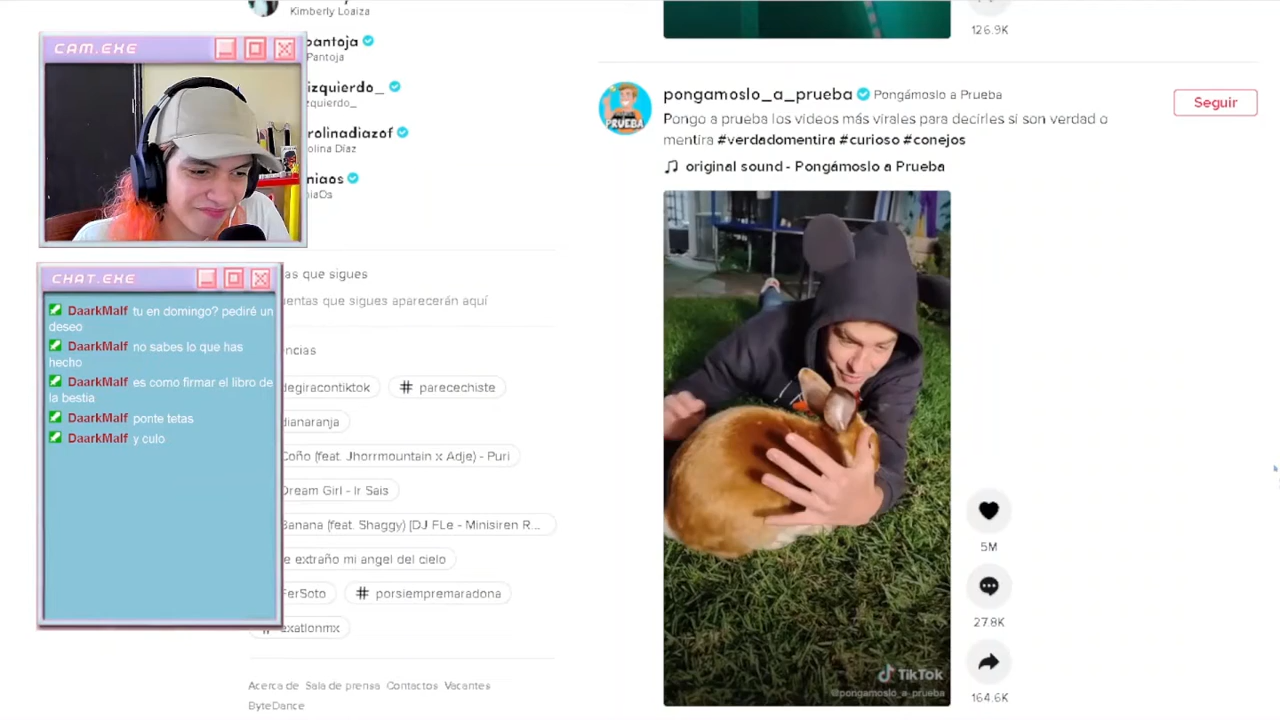 CAM.EXE
CHAT.EXE
DaarkMalf tu en domingo? pediré un
deseo
DaarkMalf no sabes lo que has
hecho
DaarkMalf es como firmar el libro de
la bestia
DaarkMalf ponte tetas
DaarkMalf y culo
Kimberly Loaiza
pantoja
Pantoja
izquierdo_
zquierdo_
rolinadiazof
olina Díaz
niaos
niaOs
as que sigues
uentas que sigues aparecerán aquí
encias
degiracontiktok
# parecechiste
dianaranja
Coño (feat. Jhorrmountain x Adje) - Puri
Dream Girl - Ir Sais
Banana (feat. Shaggy) [DJ FLe - Minisiren R...
e extraño mi angel del cielo
FerSoto
# porsiempremaradona
exatlonmx
Acerca de Sala de prensa Contactos Vacantes
ByteDance
126.9K
PRUEBA
pongamoslo_a_prueba Pongámoslo a Prueba
Seguir
Pongo a prueba los videos más virales para decirles si son verdad o
mentira #verdadomentira #curioso #conejos
original sound - Pongámoslo a Prueba
TikTok
@pongamoslo_a_prueba
5M
27.8K
164.6K